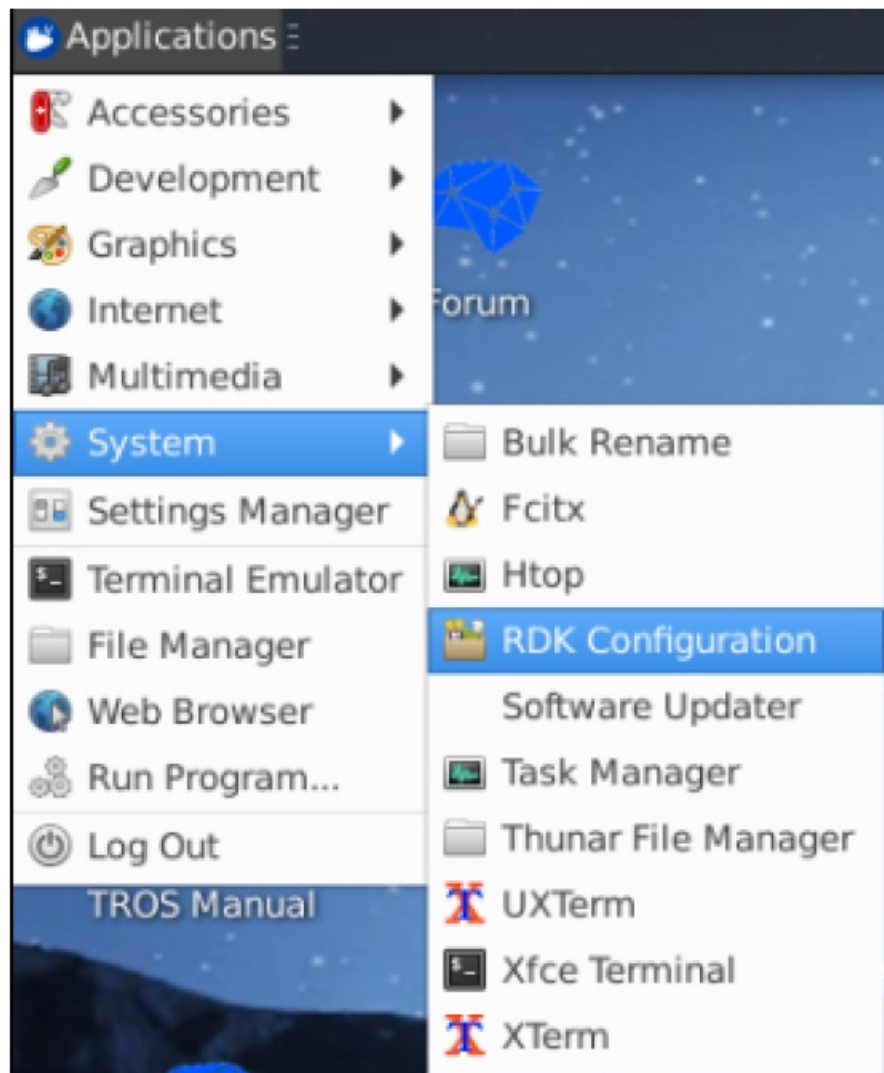 Applications
Accessories
Development
Graphics
Internet
Multimedia
System
Settings Manager
Terminal Emulator
File Manager
Web Browser
Run Program...
Log Out
Forum
TROS Manual
Bulk Rename
Fcitx
Htop
RDK Configuration
Software Updater
Task Manager
Thunar File Manager
UXTerm
Xfce Terminal
XTerm